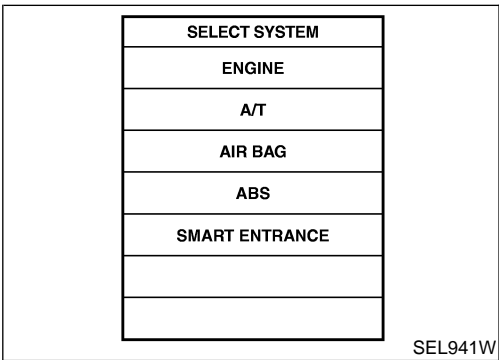 SELECT SYSTEM
ENGINE
A/T
AIR BAG
ABS
SMART ENTRANCE
SEL941W